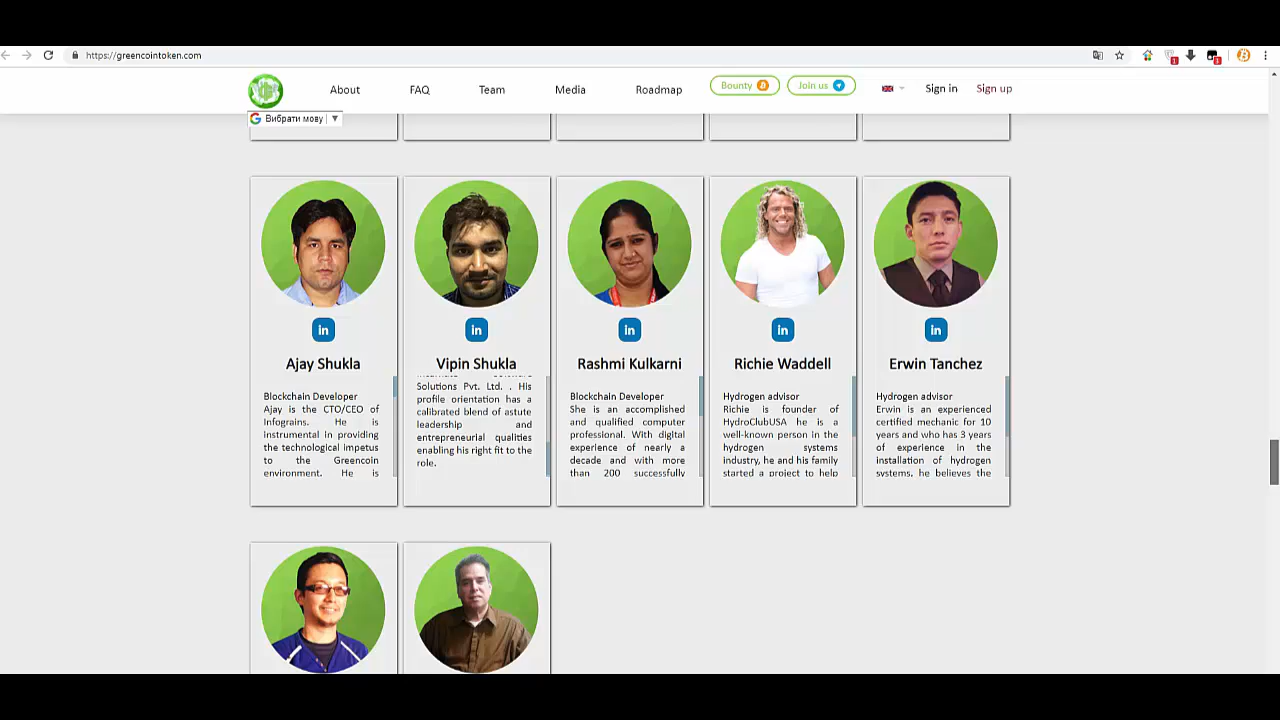 https://greencointoken.com
About
FAQ
Team
Media
Roadmap
Bounty
Join us
Sign in
Sign up
Вибрати мову
Ajay Shukla
Blockchain Developer
Ajay is the CTO/CEO of
Infograins. He is
instrumental in providing
the technological impetus
to the Greencoin
environment. He is
Vipin Shukla
Solutions Pvt. Ltd. . His
profile orientation has a
calibrated blend of astute
leadership and
entrepreneurial qualities
enabling his right fit to the
role.
Rashmi Kulkarni
Blockchain Developer
She is an accomplished
and qualified computer
professional. With digital
experience of nearly a
decade and with more
than 200 successfully
Richie Waddell
Hydrogen advisor
Richie is founder of
HydroClubUSA he is a
well-known person in the
hydrogen systems
industry, he and his family
started a project to help
Erwin Tanchez
Hydrogen advisor
Erwin is an experienced
certified mechanic for 10
years and who has 3 years
of experience in the
installation of hydrogen
systems, he believes the